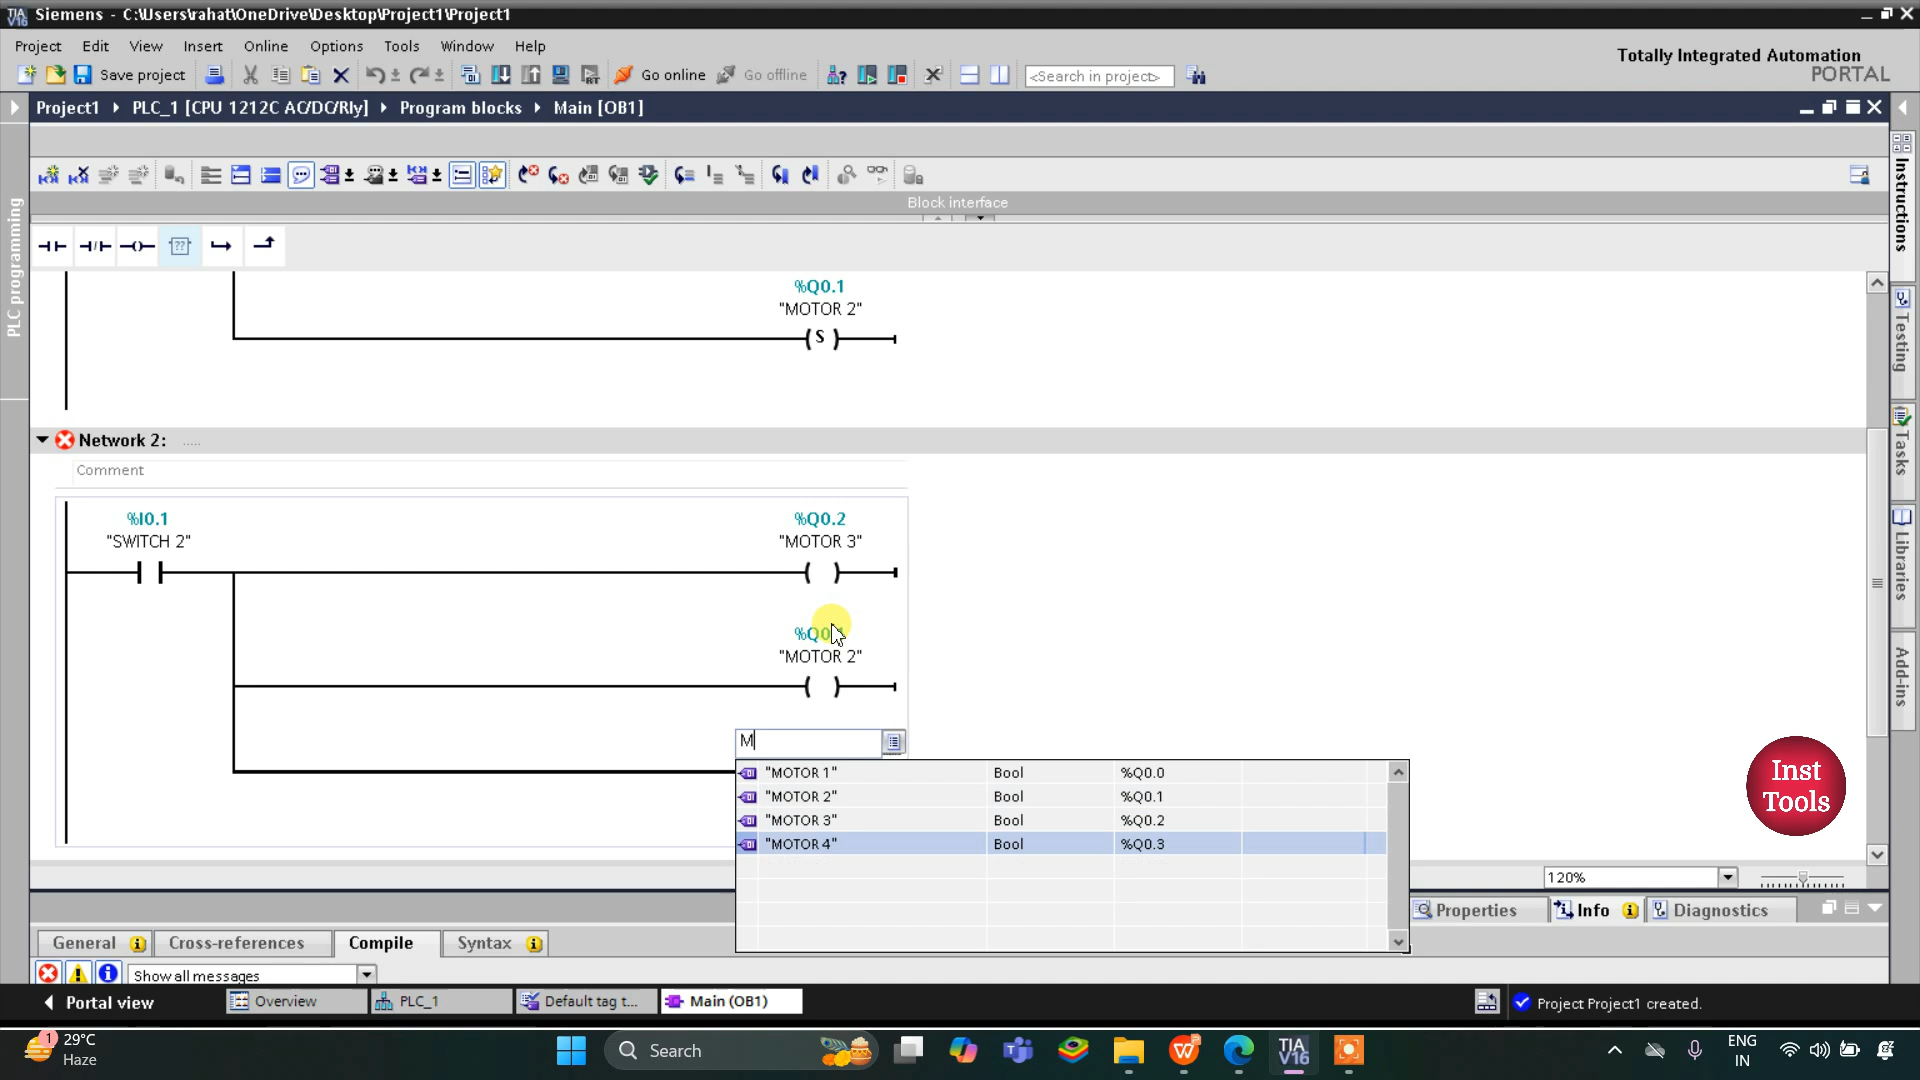 Siemens - C:\Users\rahat\OneDrive\Desktop\Project1\Project1
Project Edit View Insert Online Options Tools Window Help
Totally Integrated Automation
PORTAL
Save project
Go online
Go offline
<Search in project>
Project1 PLC_1 [CPU 1212C AC/DC/Rly] Program blocks Main [OB1]
Block interface
PLC programming
Instructions
Testing
Tasks
Libraries
Add-ins
%Q0.1
"MOTOR 2"
S
Network 2: .....
Comment
%I0.1
"SWITCH 2"
%Q0.2
"MOTOR 3"
"MOTOR 2"
M
"MOTOR 1" Bool %Q0.0
"MOTOR 2" Bool %Q0.1
"MOTOR 3" Bool %Q0.2
"MOTOR 4" Bool %Q0.3
Inst
Tools
120%
Properties Info Diagnostics
General Cross-references Compile Syntax
Show all messages
Portal view Overview PLC_1 Default tag t... Main (OB1)
Project Project1 created.
1
29°C
Haze
Search
TIA
V16
ENG
IN